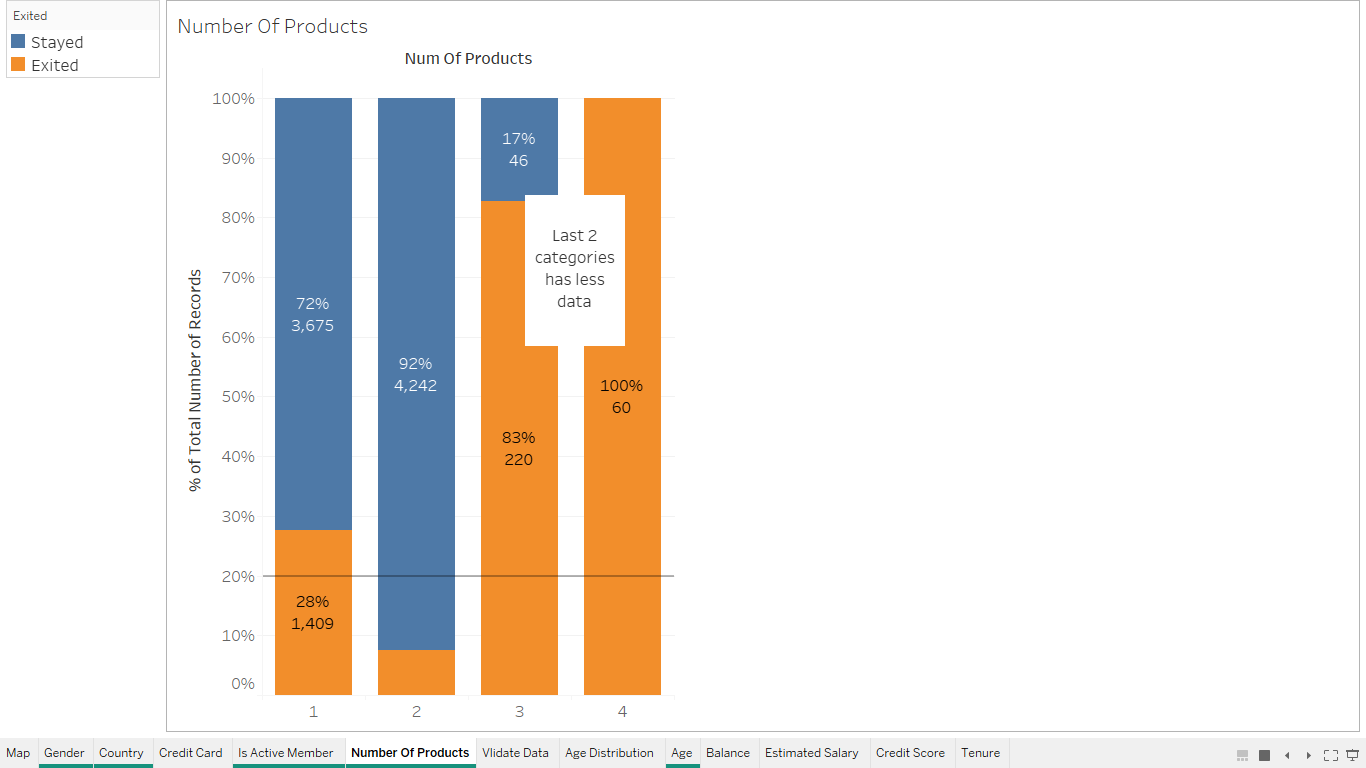 Exited
Stayed
Exited
Number Of Products
Num Of Products
% of Total Number of Records
100%
90%
80%
70%
60%
50%
40%
30%
20%
10%
0%
72%
3,675
28%
1,409
92%
4,242
17%
46
83%
220
Last 2
categories
has less
data
100%
60
1 2 3 4
Map Gender Country Credit Card Is Active Member Number Of Products Vlidate Data Age Distribution Age Balance Estimated Salary Credit Score Tenure